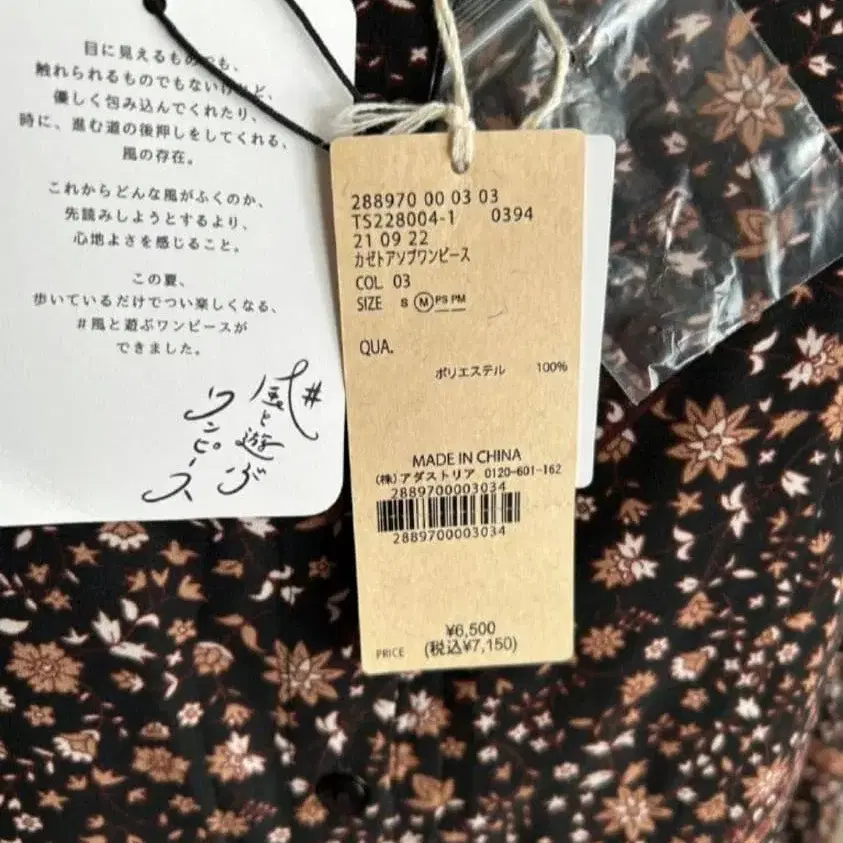 目に見えるものでも、
触れられるものでもないけれど、
優しく包み込んでくれたり、
時に、進む道の後押しをしてくれる、
風の存在。
これからどんな風がふくのか、
先読みしようとするより、
心地よさを感じること。
この夏、
歩いているだけでつい楽しくなる、
#風と遊ぶワンピースが
できました。
#風と遊ぶワンピース
288970 00 03 03
TS228004-1 0394
21 09 22
カゼトアソブワンピース
COL 03
SIZE S M PS PM
QUA.
ポリエステル 100%
MADE IN CHINA
(株)アダストリア 0120-601-162
2889700003034
2889700003034
¥6,500
PRICE (税込¥7,150)